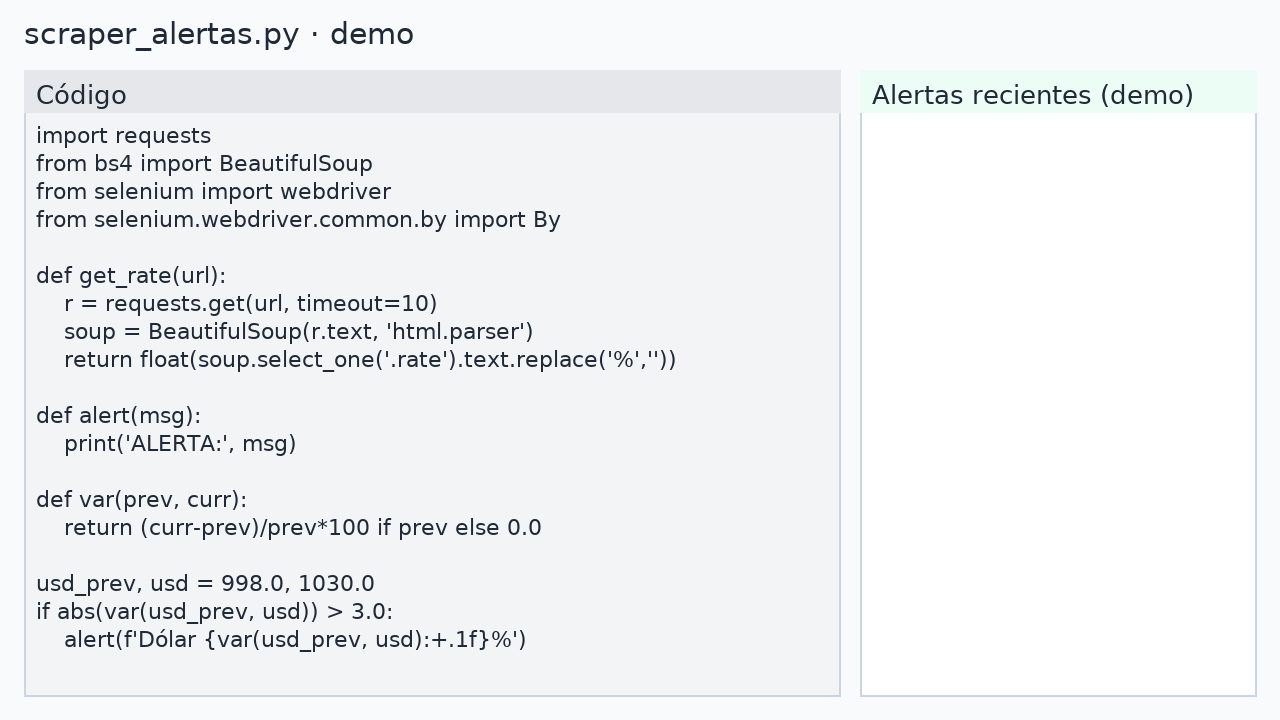 scraper_alertas.py · demo
Código
import requests
from bs4 import BeautifulSoup
from selenium import webdriver
from selenium.webdriver.common.by import By
def get_rate(url):
    r = requests.get(url, timeout=10)
    soup = BeautifulSoup(r.text, 'html.parser')
    return float(soup.select_one('.rate').text.replace('%',''))
def alert(msg):
    print('ALERTA:', msg)
def var(prev, curr):
    return (curr-prev)/prev*100 if prev else 0.0
usd_prev, usd = 998.0, 1030.0
if abs(var(usd_prev, usd)) > 3.0:
    alert(f'Dólar {var(usd_prev, usd):+.1f}%')
Alertas recientes (demo)